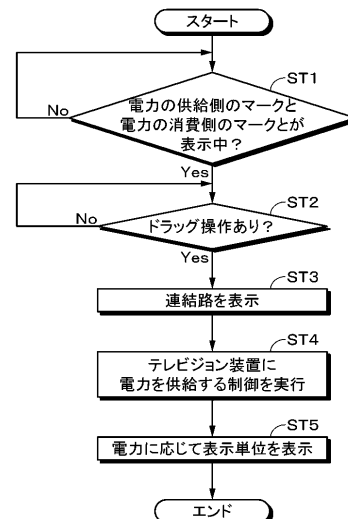 スタート
ST1
電力の供給側のマークと
電力の消費側のマークとが
表示中？
No
Yes
ST2
ドラッグ操作あり？
No
Yes
ST3
連結路を表示
ST4
テレビジョン装置に
電力を供給する制御を実行
ST5
電力に応じて表示単位を表示
エンド